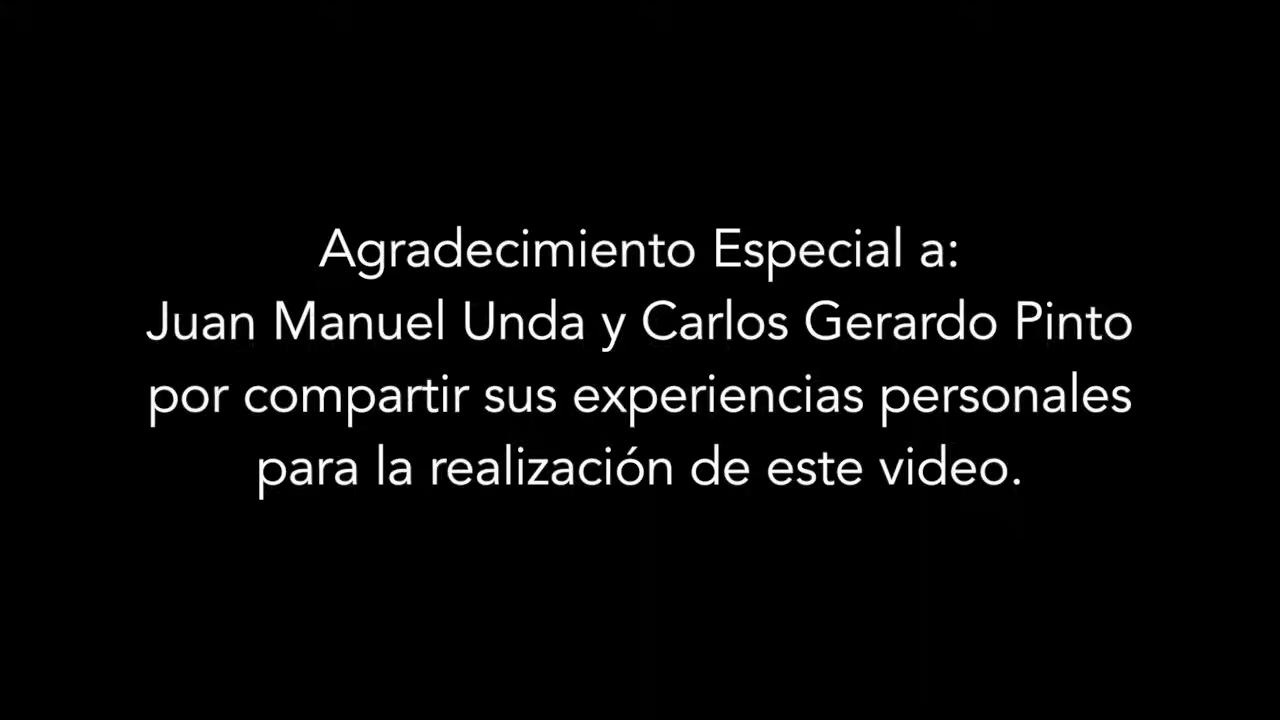 Agradecimiento Especial a:
Juan Manuel Unda y Carlos Gerardo Pinto
por compartir sus experiencias personales
para la realización de este video.